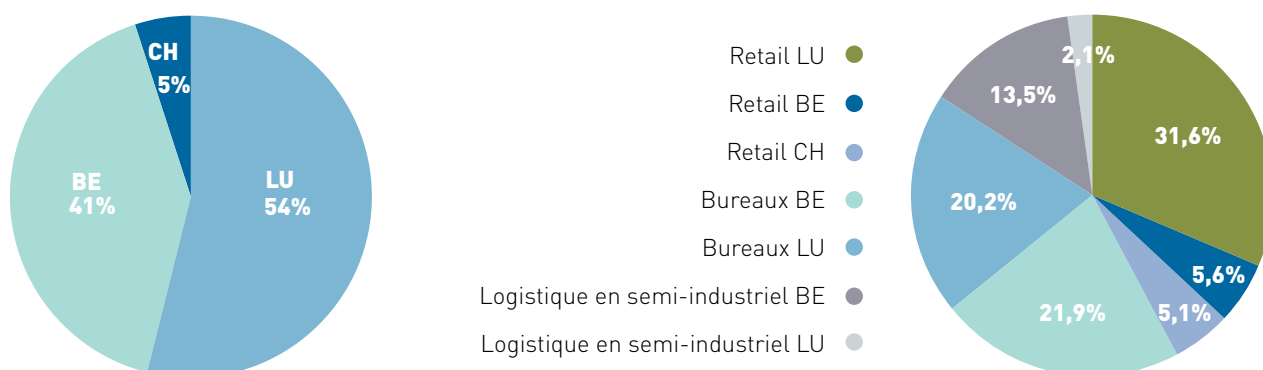 CH
5%
BE
41%
LU
54%
Retail LU
Retail BE
Retail CH
Bureaux BE
Bureaux LU
Logistique en semi-industriel BE
Logistique en semi-industriel LU
2,1%
13,5%
31,6%
20,2%
5,6%
21,9%
5,1%